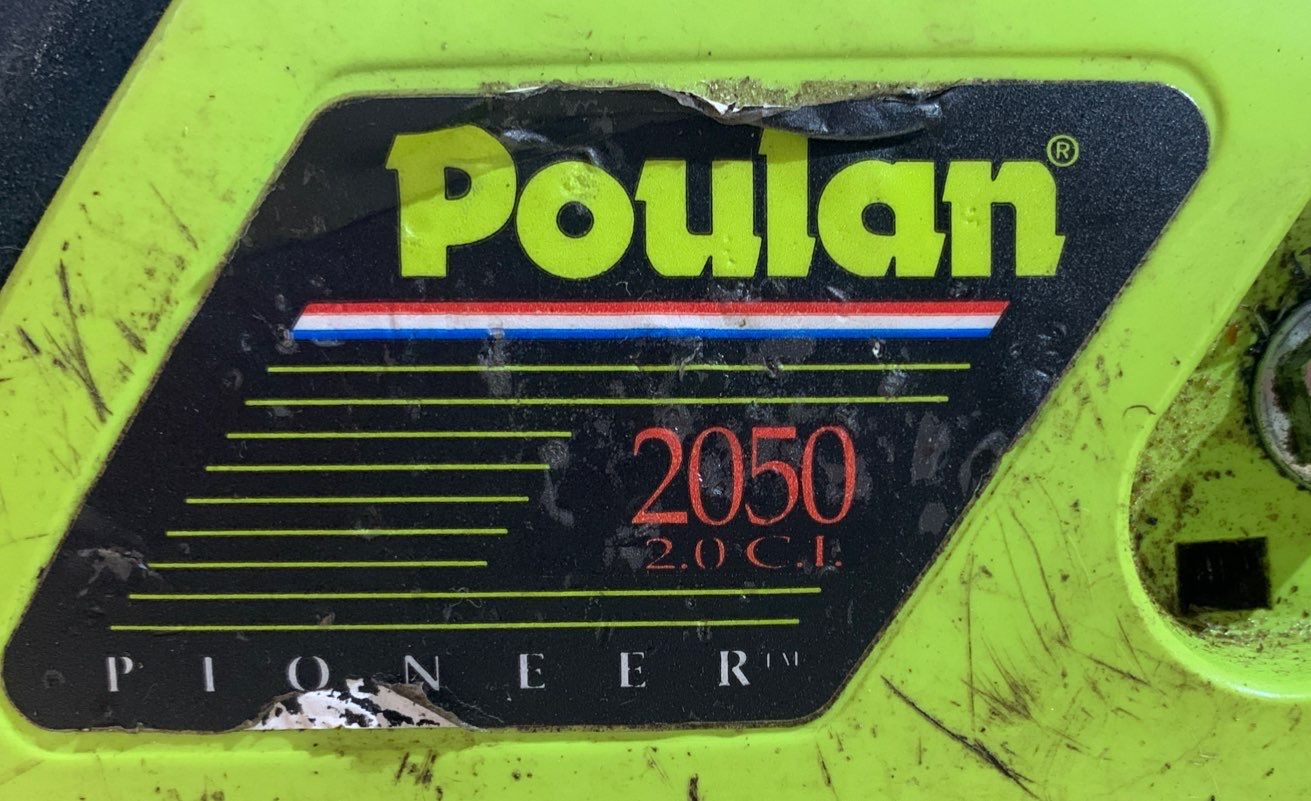 Poulan®
2050
2.0 C.I.
PIONEER™